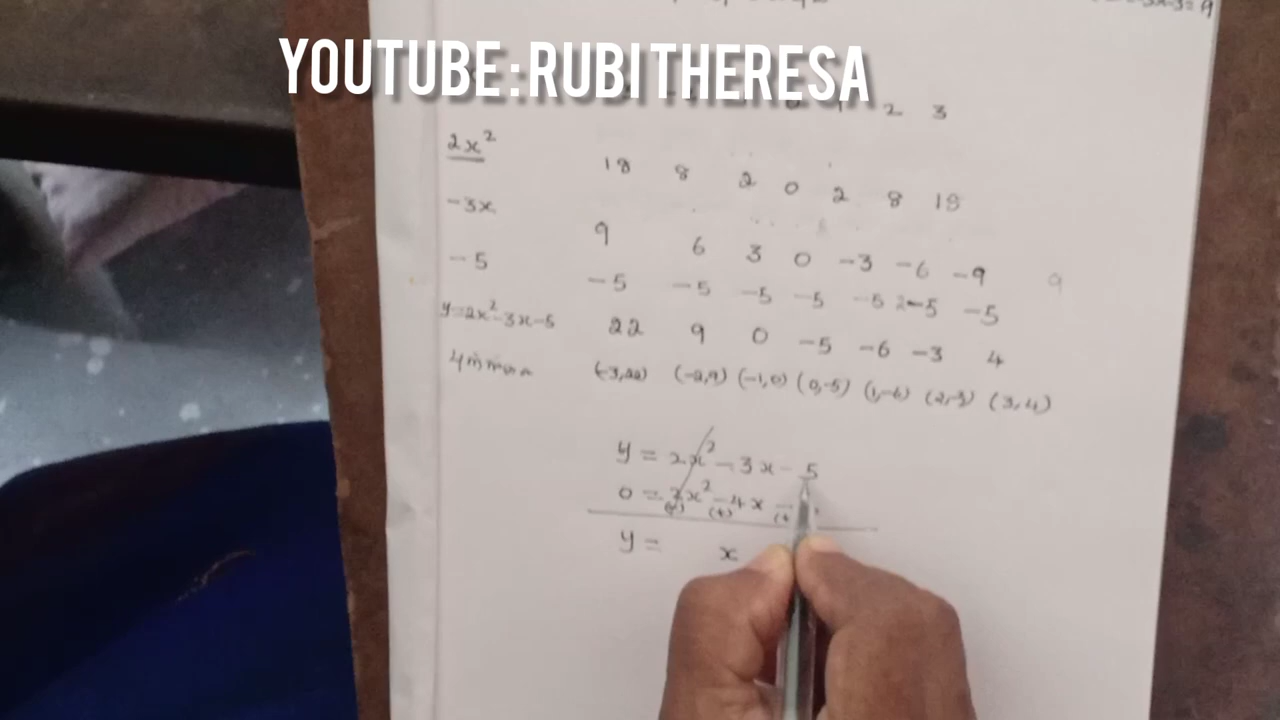 YOUTUBE : RUBI THERESA
2 3
2x² 18 8 2 0 2 8 18
-3x 9 6 3 0 -3 -6 -9 9
-5 -5 -5 -5 -5 -5 -5 -5
y=2x²-3x-5 22 9 0 -5 -6 -3 4
(-3,22) (-2,9) (-1,0) (0,-5) (1,-6) (2,-3) (3,4)
y = 2x² - 3x - 5
0 = 2x² - 4x -
(-) (+) (+
y = x